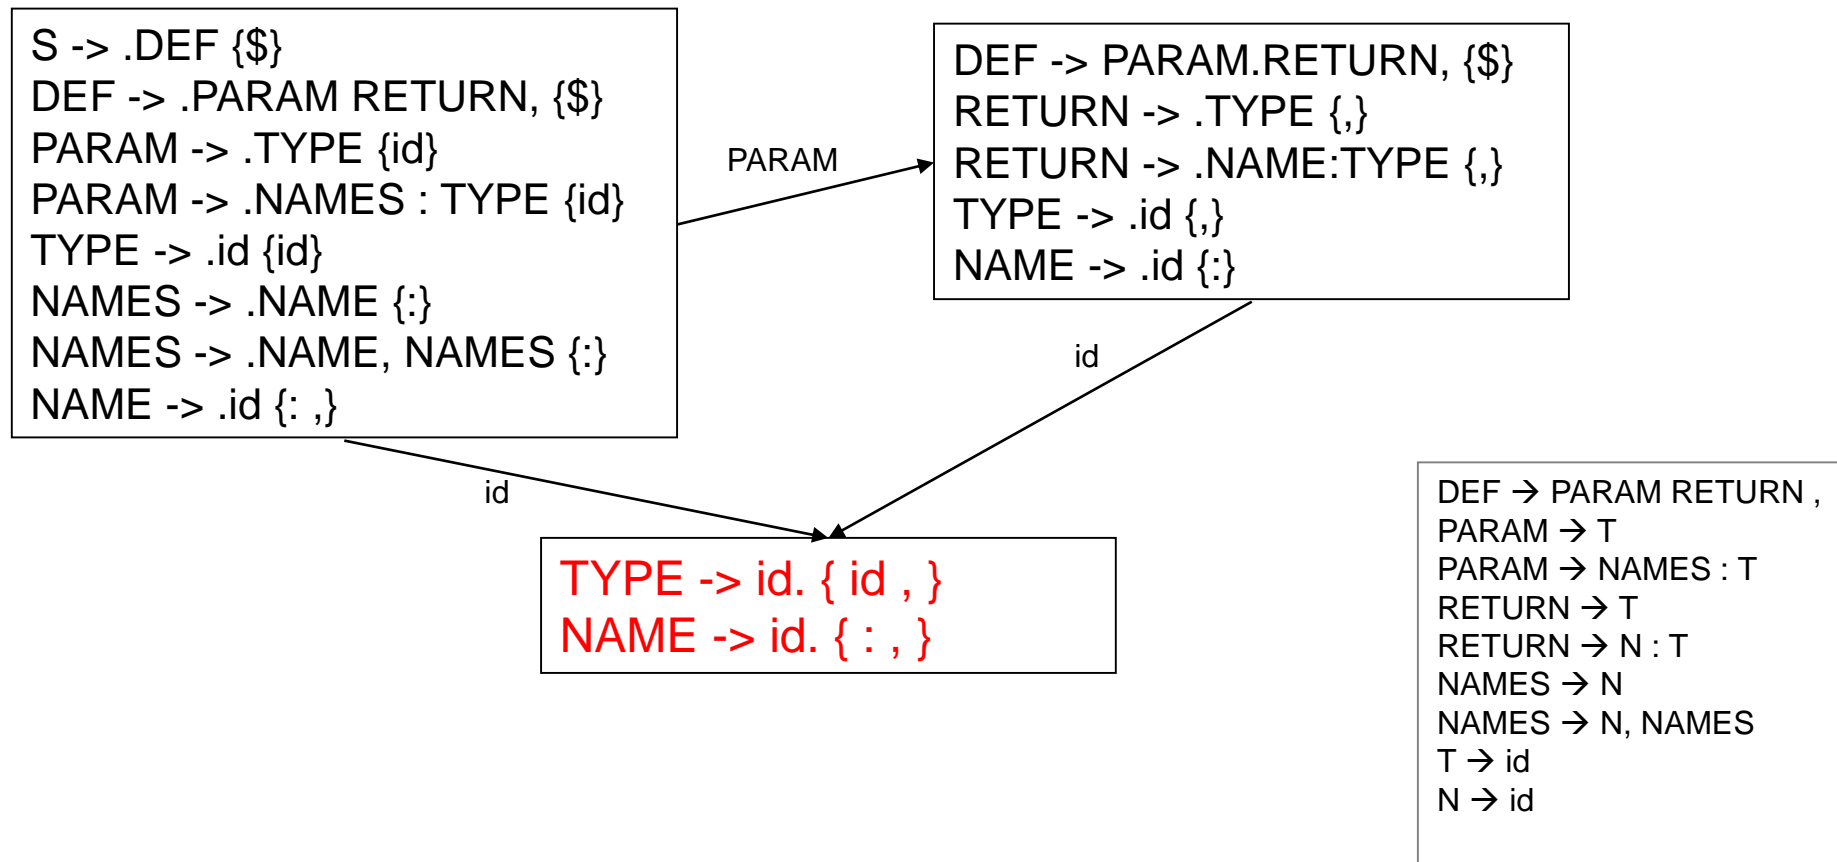 S -> .DEF {$}
DEF -> .PARAM RETURN, {$}
PARAM -> .TYPE {id}
PARAM -> .NAMES : TYPE {id}
TYPE -> .id {id}
NAMES -> .NAME {:}
NAMES -> .NAME, NAMES {:}
NAME -> .id {: ,}
PARAM
DEF -> PARAM.RETURN, {$}
RETURN -> .TYPE {,}
RETURN -> .NAME:TYPE {,}
TYPE -> .id {,}
NAME -> .id {:}
id
id
TYPE -> id. { id , }
NAME -> id. { : , }
DEF → PARAM RETURN ,
PARAM → T
PARAM → NAMES : T
RETURN → T
RETURN → N : T
NAMES → N
NAMES → N, NAMES
T → id
N → id